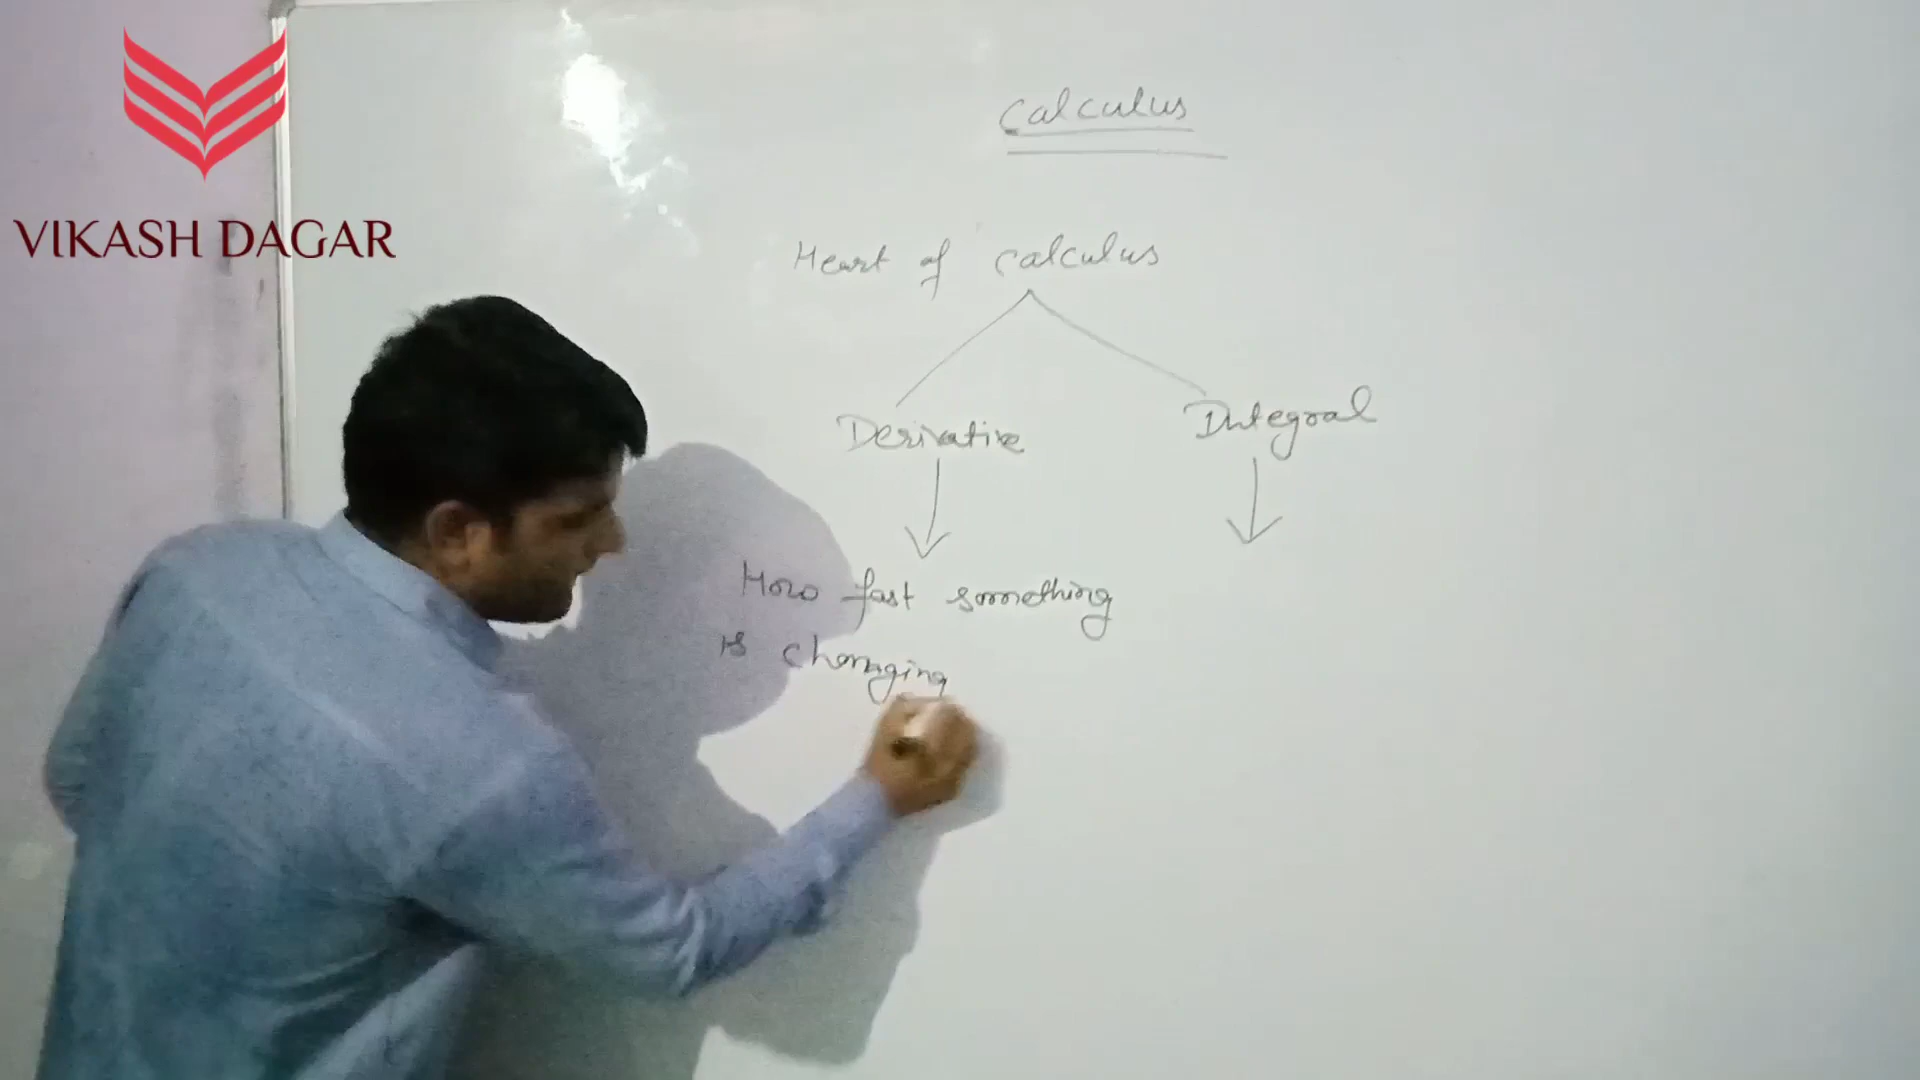 VIKASH DAGAR
Calculus
Heart of Calculus
Derivative Integral
How fast something
is changing